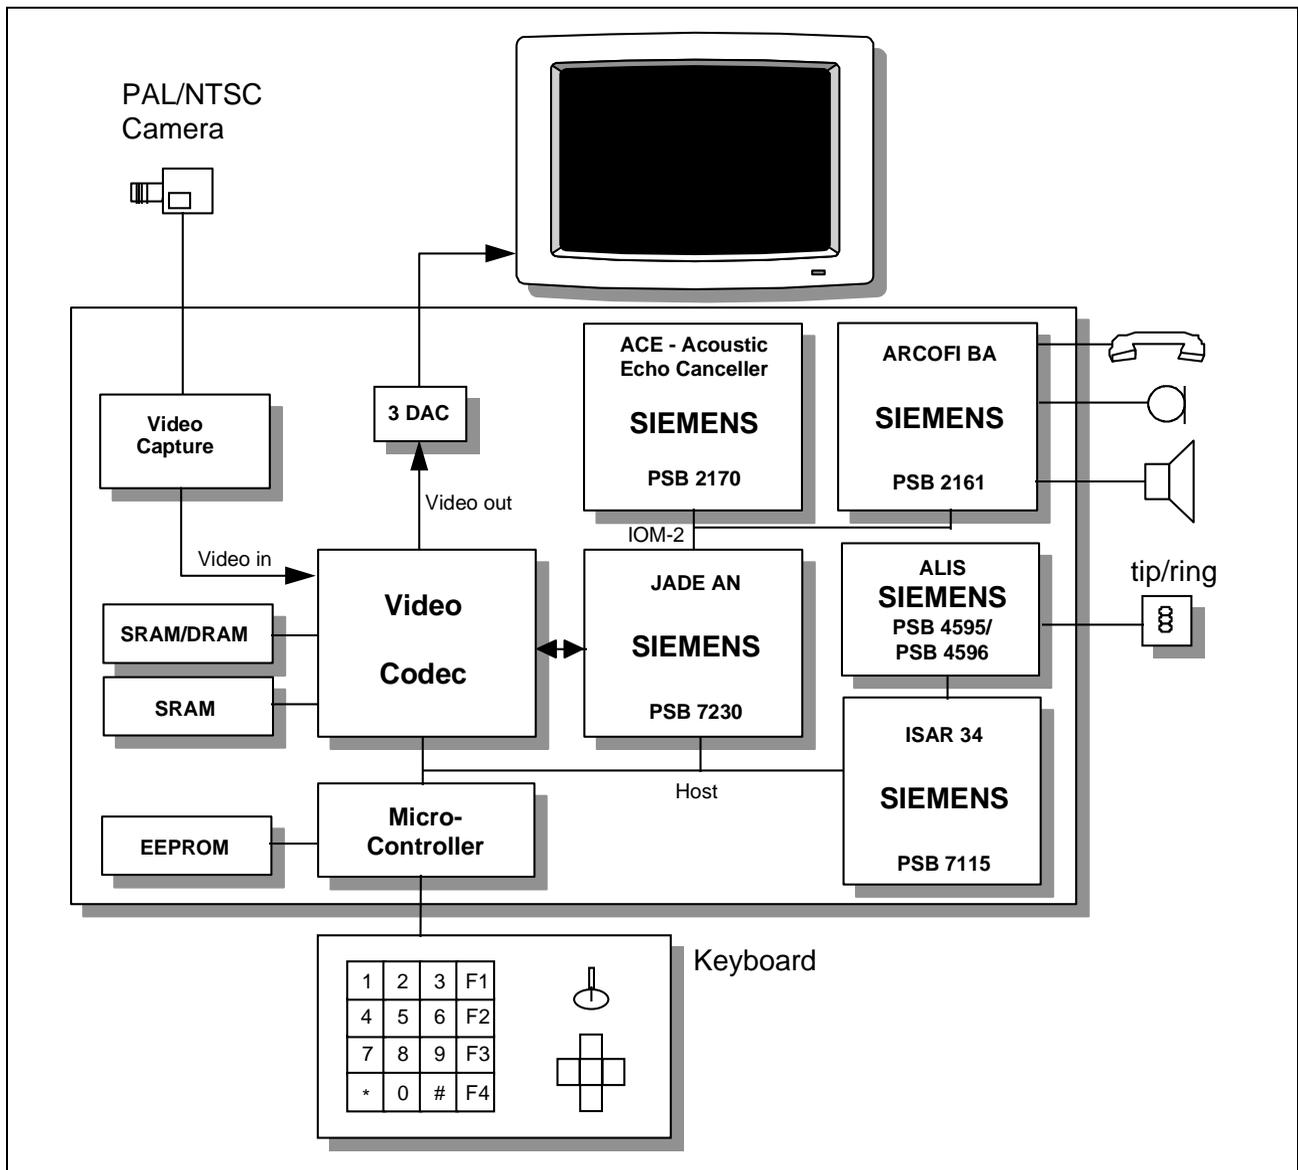 PAL/NTSC
Camera
ACE - Acoustic
Echo Canceller
SIEMENS
PSB 2170
ARCOFI BA
SIEMENS
PSB 2161
3 DAC
Video
Capture
Video out
IOM-2
Video in
Video
Codec
JADE AN
SIEMENS
PSB 7230
ALIS
SIEMENS
PSB 4595/
PSB 4596
tip/ring
8
SRAM/DRAM
SRAM
ISAR 34
SIEMENS
PSB 7115
Host
Micro-
Controller
EEPROM
Keyboard
1 2 3 F1
4 5 6 F2
7 8 9 F3
* 0 # F4